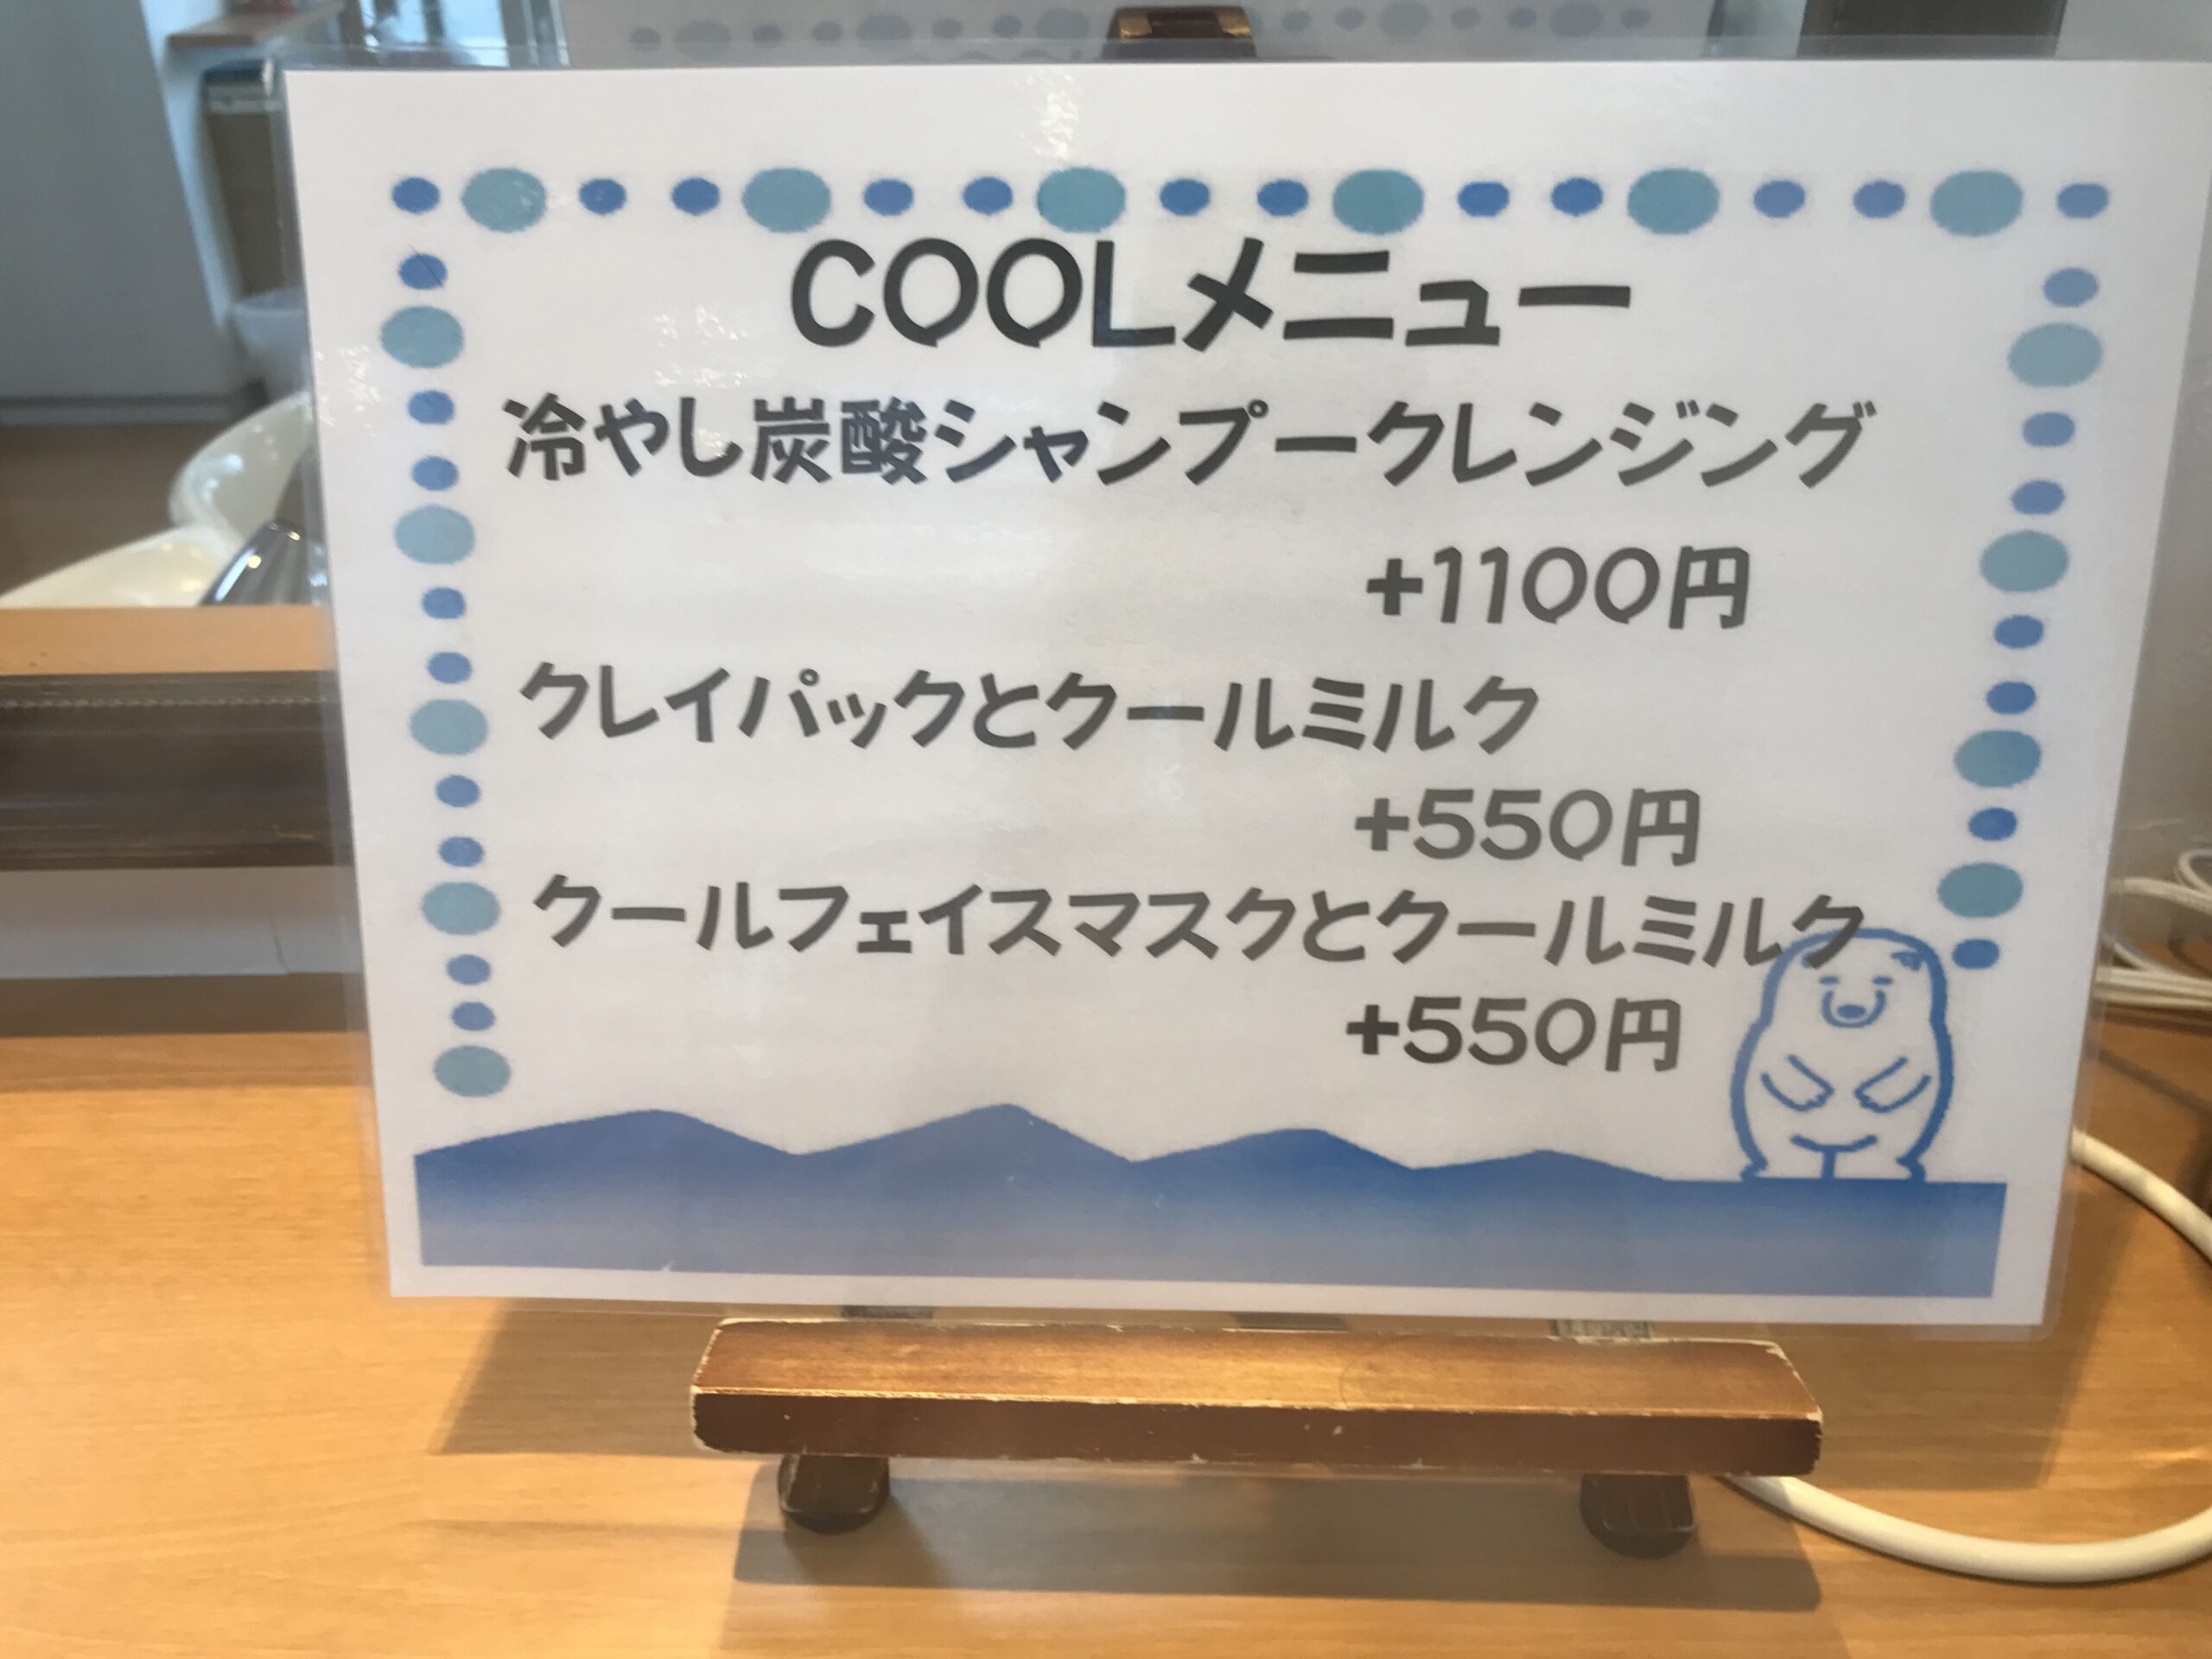 COOLメニュー
冷やし炭酸シャンプークレンジング
+1100円
クレイパックとクールミルク
+550円
クールフェイスマスクとクールミルク
+550円